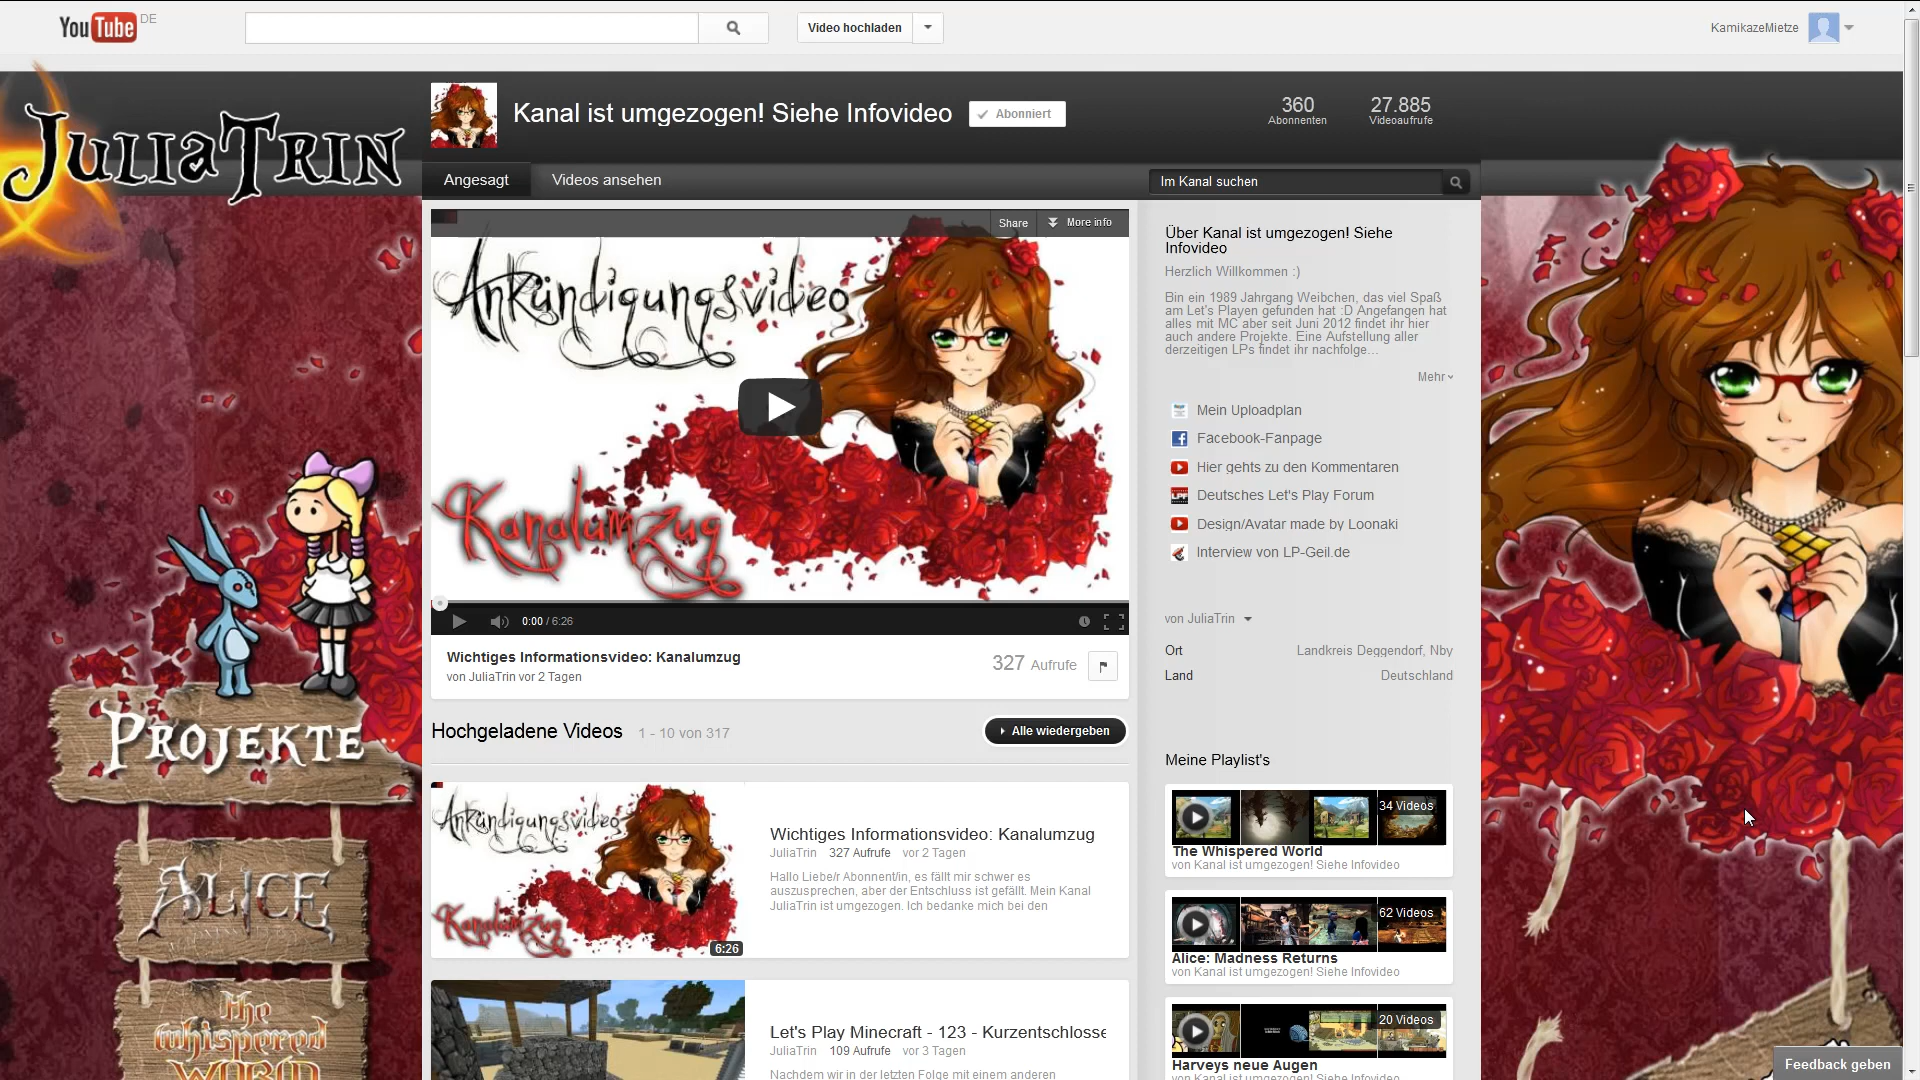 YouTube DE
Video hochladen
KamikazeMietze
JuliaTrin
Kanal ist umgezogen! Siehe Infovideo
Abonniert
360
Abonnenten
27.885
Videoaufrufe
Angesagt
Videos ansehen
Im Kanal suchen
Share
More info
Ankündigungsvideo
Kanalumzug
0:00 / 6:26
Wichtiges Informationsvideo: Kanalumzug
von JuliaTrin vor 2 Tagen
327 Aufrufe
Hochgeladene Videos 1 - 10 von 317
Alle wiedergeben
Ankündigungsvideo
Kanalumzug
6:26
Wichtiges Informationsvideo: Kanalumzug
JuliaTrin 327 Aufrufe vor 2 Tagen
Hallo Liebe/r Abonnent/in, es fällt mir schwer es
auszusprechen, aber der Entschluss ist gefällt. Mein Kanal
JuliaTrin ist umgezogen. Ich bedanke mich bei den
Let's Play Minecraft - 123 - Kurzentschlosse
JuliaTrin 109 Aufrufe vor 3 Tagen
Nachdem wir in der letzten Folge mit einem anderen
Über Kanal ist umgezogen! Siehe
Infovideo
Herzlich Willkommen :)
Bin ein 1989 Jahrgang Weibchen, das viel Spaß
am Let's Playen gefunden hat :D Angefangen hat
alles mit MC aber seit Juni 2012 findet ihr hier
auch andere Projekte. Eine Aufstellung aller
derzeitigen LPs findet ihr nachfolge...
Mehr
Mein Uploadplan
Facebook-Fanpage
Hier gehts zu den Kommentaren
LPF
Deutsches Let's Play Forum
Design/Avatar made by Loonaki
Interview von LP-Geil.de
von JuliaTrin
Ort Landkreis Deggendorf, Nby
Land Deutschland
Meine Playlist's
34 Videos
The Whispered World
von Kanal ist umgezogen! Siehe Infovideo
62 Videos
Alice: Madness Returns
von Kanal ist umgezogen! Siehe Infovideo
20 Videos
Harveys neue Augen
von Kanal ist umgezogen! Siehe Infovideo
Projekte
Alice
the
whispered
world
Feedback geben